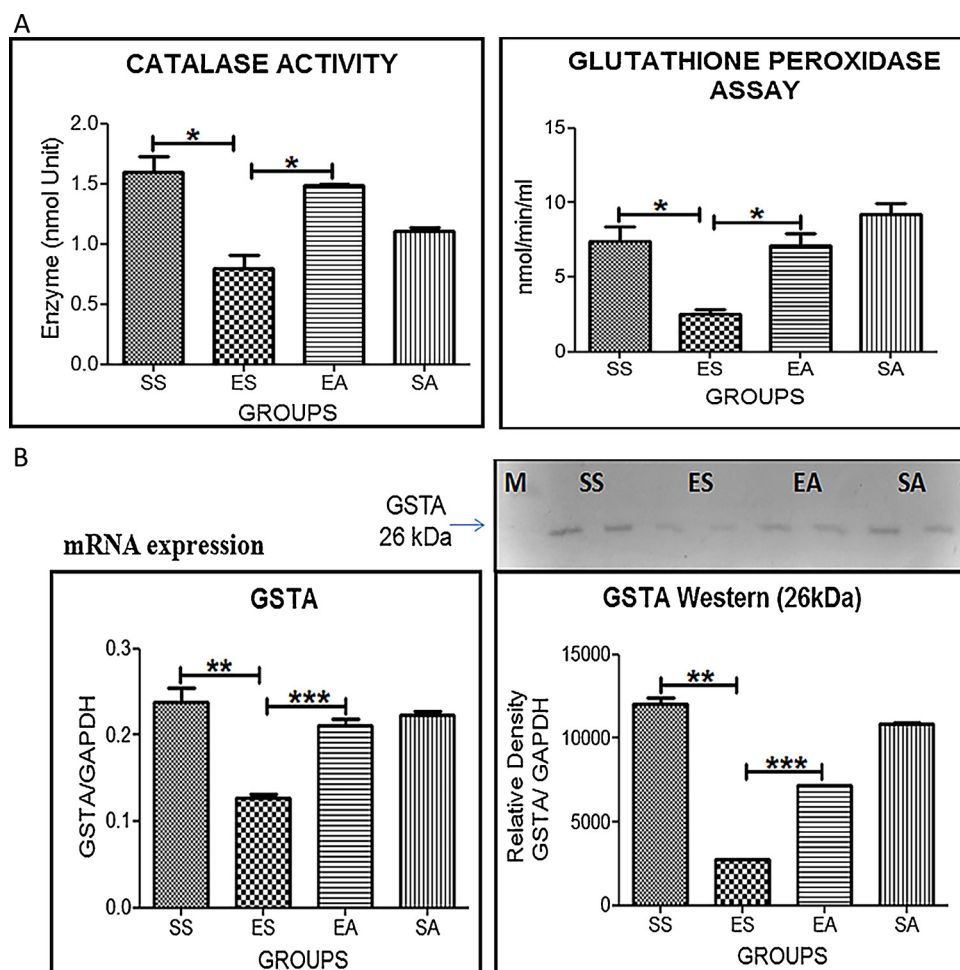 A
CATALASE ACTIVITY
Enzyme (nmol Unit)
2.0
1.5
1.0
0.5
0.0
*
*
SS ES EA SA
GROUPS
GLUTATHIONE PEROXIDASE
ASSAY
nmol/min/ml
15
10
5
0
*
*
SS ES EA SA
GROUPS
B
GSTA
26 kDa
M SS ES EA SA
mRNA expression
GSTA
GSTA/GAPDH
0.3
0.2
0.1
0.0
**
***
SS ES EA SA
GROUPS
GSTA Western (26kDa)
Relative Density
GSTA/ GAPDH
15000
10000
5000
0
**
***
SS ES EA SA
GROUPS